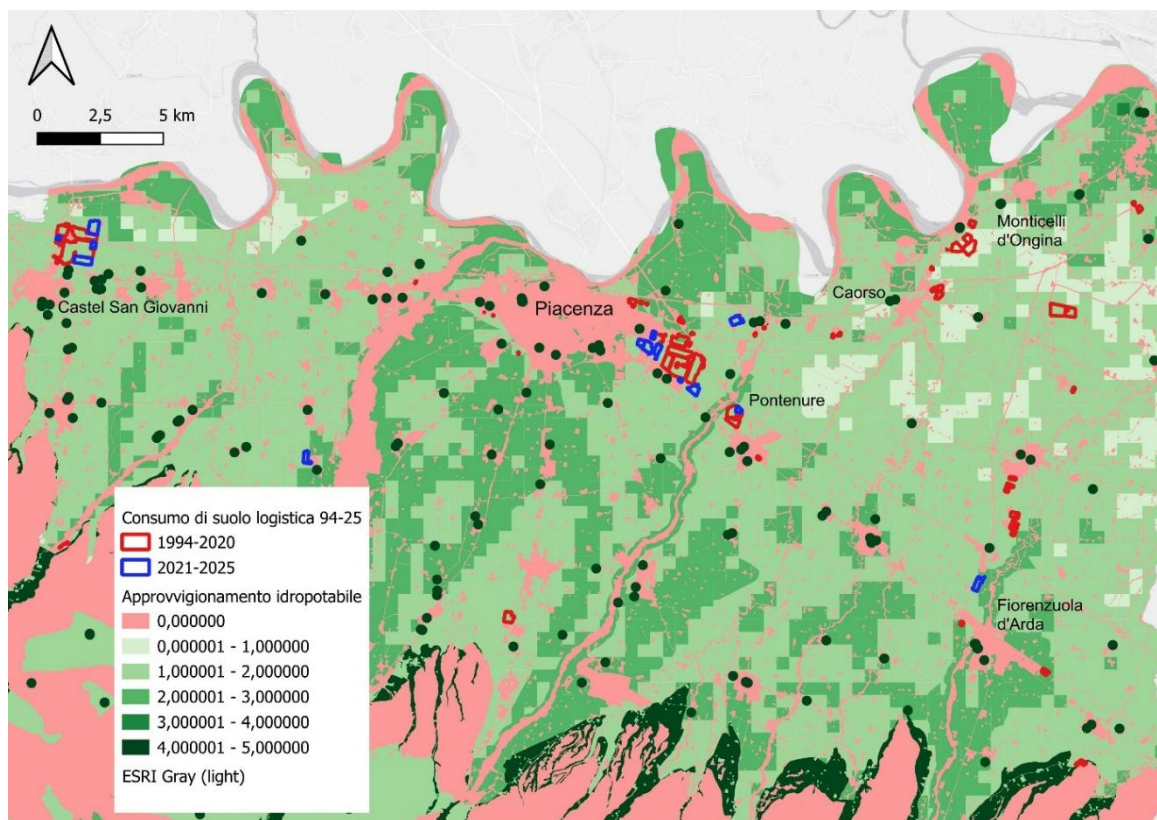 0 2,5 5 km
Monticelli
d'Ongina
Castel San Giovanni
Piacenza
Caorso
Pontenure
Fiorenzuola
d'Arda
Consumo di suolo logistica 94-25
1994-2020
2021-2025
Approvvigionamento idropotabile
0,000000
0,000001 - 1,000000
1,000001 - 2,000000
2,000001 - 3,000000
3,000001 - 4,000000
4,000001 - 5,000000
ESRI Gray (light)